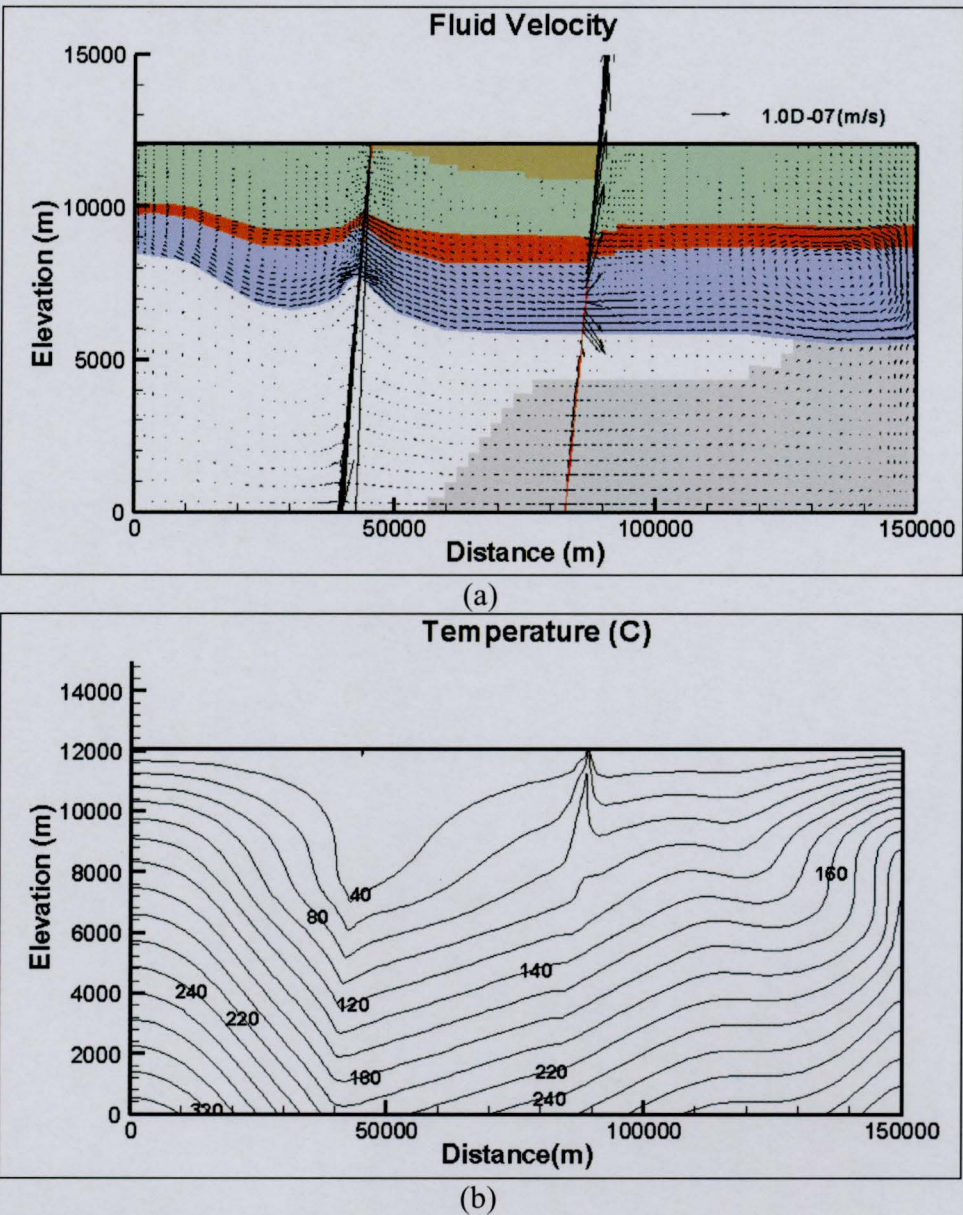 Fluid Velocity
15000
1.0D-07(m/s)
10000
Elevation (m)
5000
0
0 50000 100000 150000
Distance (m)
(a)
Temperature (C)
14000
12000
10000
8000
160
40
Elevation (m)
80
6000
140
4000
240
120
220
2000
180
220
240
320
0
0 50000 100000 150000
Distance(m)
(b)